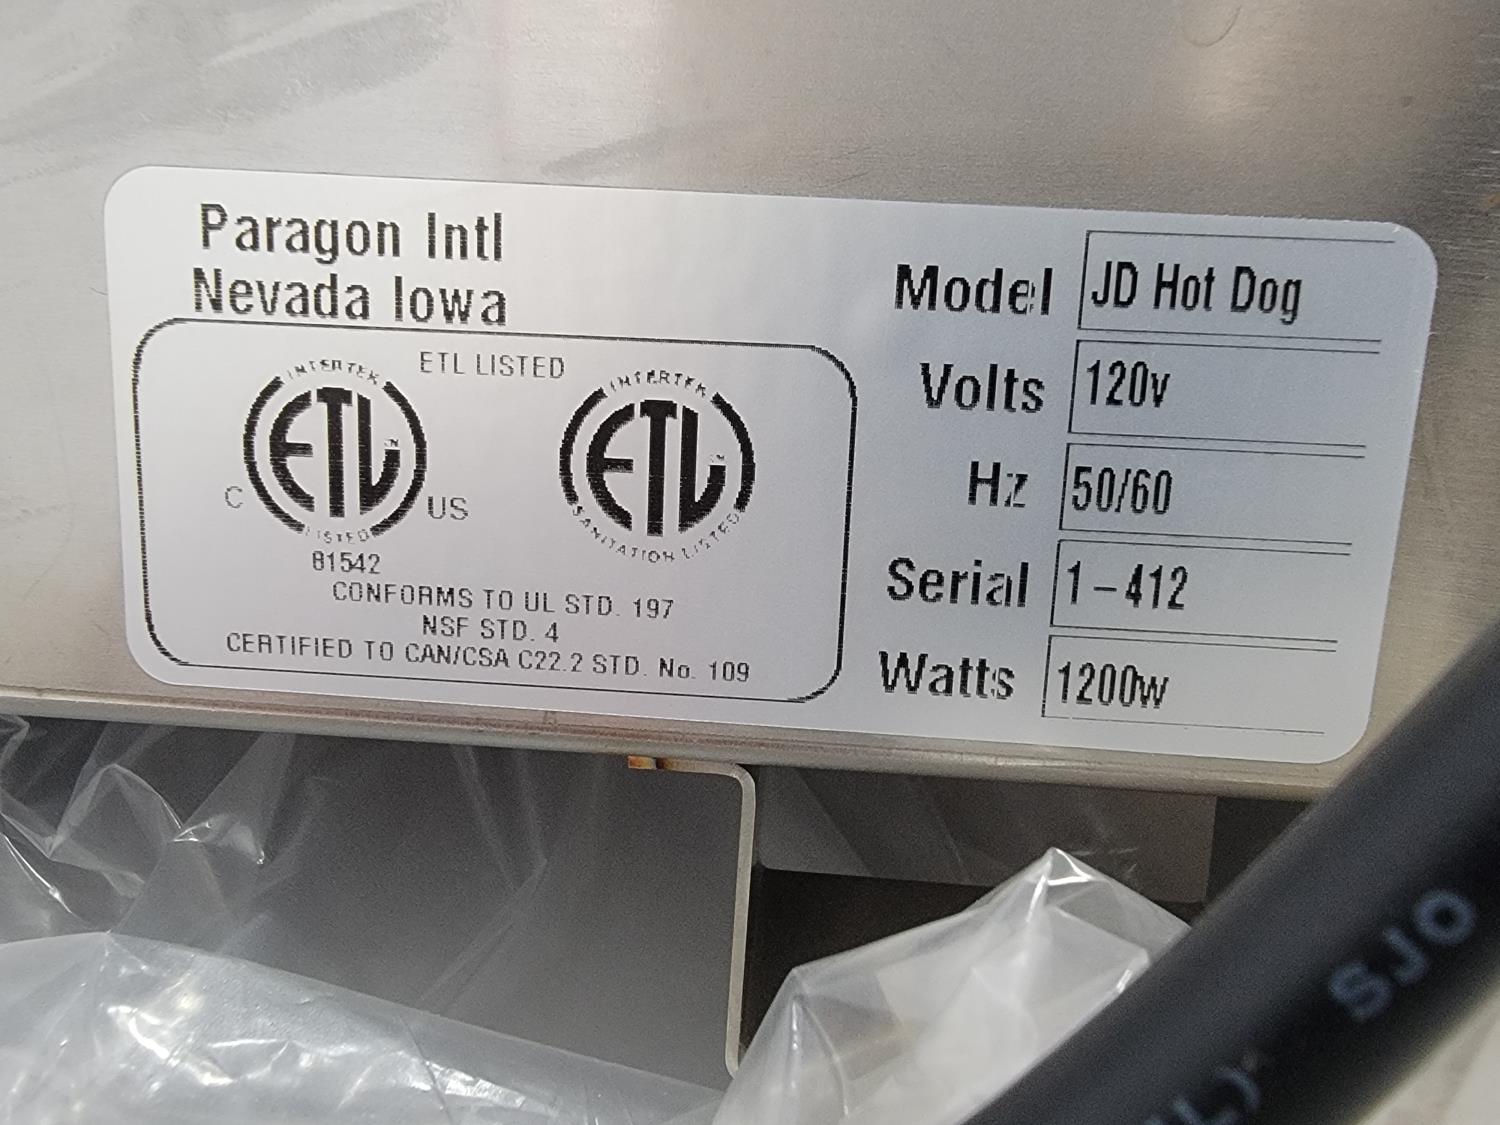 Paragon Intl
Nevada Iowa
ETL LISTED
INTERTEK
ETL
LISTED
C
US
81542
INTERTEK
ETL
SANITATION LISTED
CONFORMS TO UL STD. 197
NSF STD. 4
CERTIFIED TO CAN/CSA C22.2 STD. No. 109
Model JD Hot Dog
Volts 120v
Hz 50/60
Serial 1-412
Watts 1200w
SJO